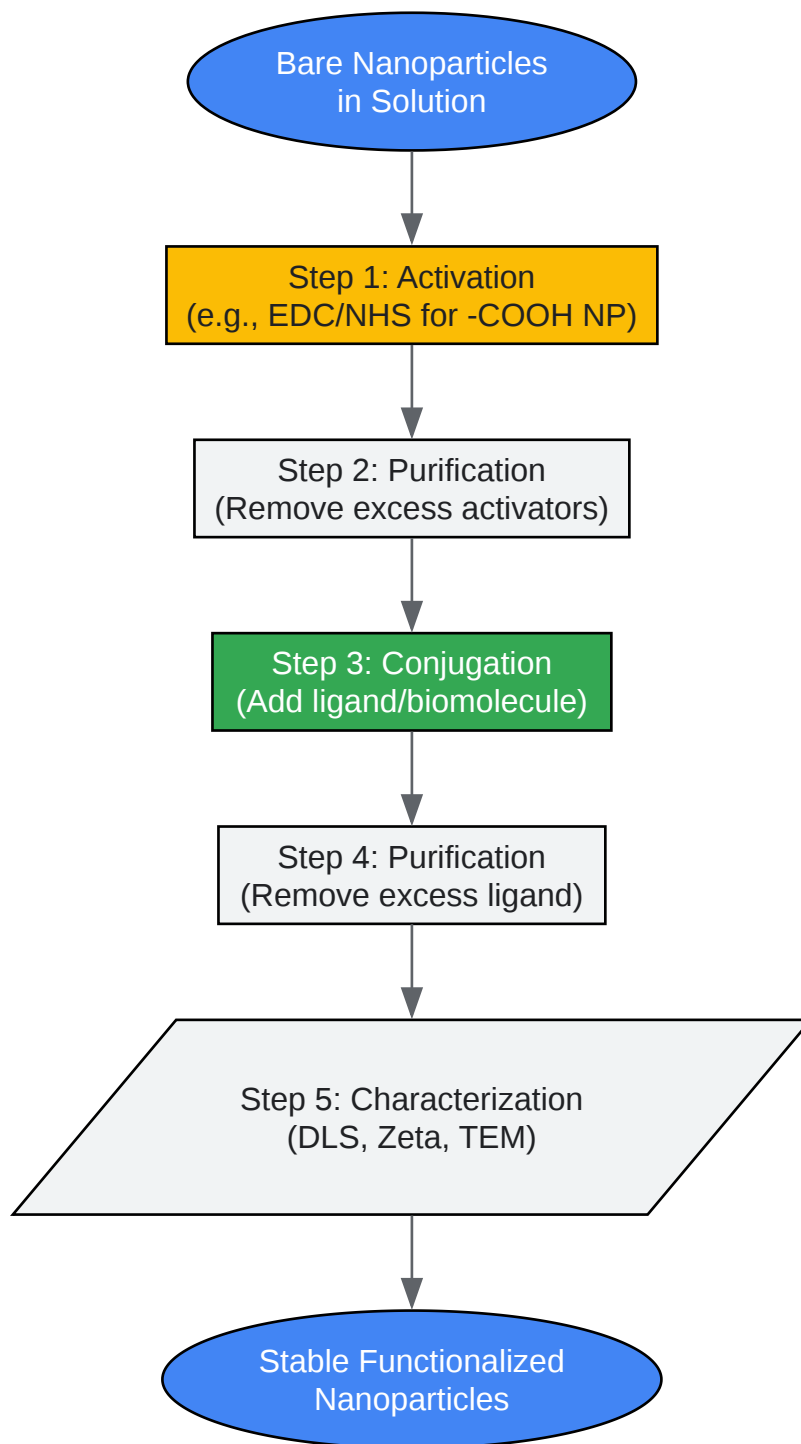 Bare Nanoparticles
in Solution
Step 1: Activation
(e.g., EDC/NHS for -COOH NP)
Step 2: Purification
(Remove excess activators)
Step 3: Conjugation
(Add ligand/biomolecule)
Step 4: Purification
(Remove excess ligand)
Step 5: Characterization
(DLS, Zeta, TEM)
Stable Functionalized
Nanoparticles